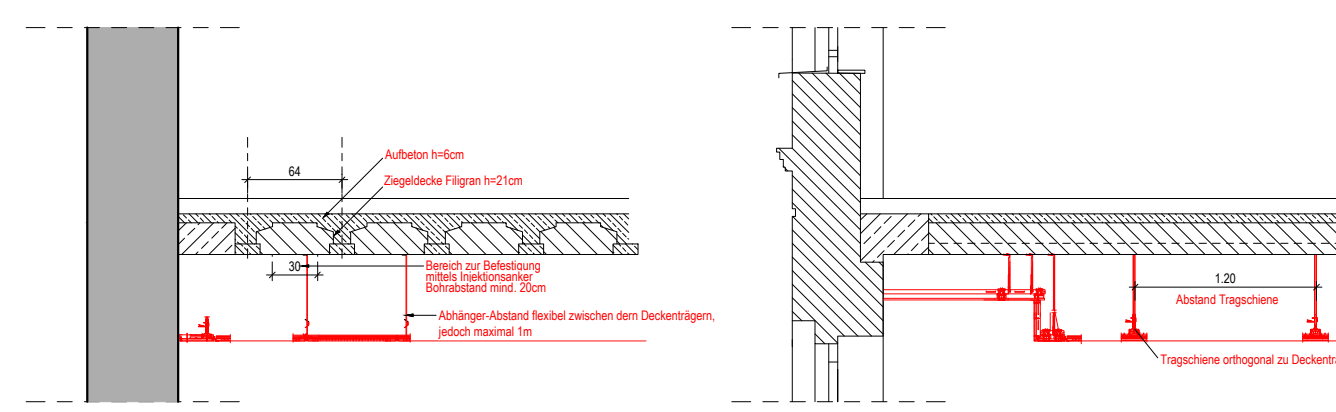 64
Aufbeton h=6cm
Ziegeldecke Filigran h=21cm
30
Bereich zur Befestigung
mittels Injektionsanker
Bohrabstand mind. 20cm
Abhänger-Abstand flexibel zwischen dern Deckenträgern,
jedoch maximal 1m
1.20
Abstand Tragschiene
Tragschiene orthogonal zu Deckenträ